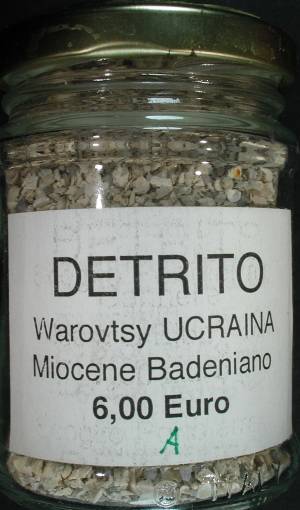 DETRITO
Warovtsy UCRAINA
Miocene Badeniano
6,00 Euro
A